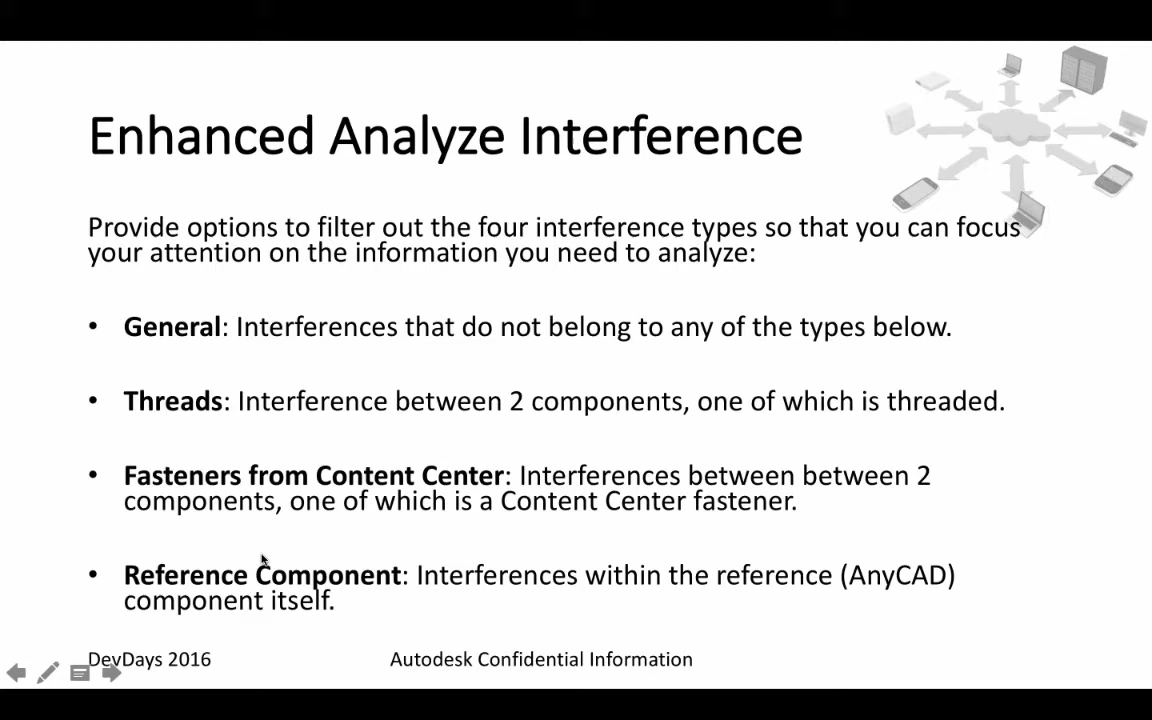 Enhanced Analyze Interference
Provide options to filter out the four interference types so that you can focus
your attention on the information you need to analyze:
• General: Interferences that do not belong to any of the types below.
• Threads: Interference between 2 components, one of which is threaded.
• Fasteners from Content Center: Interferences between between 2
components, one of which is a Content Center fastener.
• Reference Component: Interferences within the reference (AnyCAD)
component itself.
DevDays 2016
Autodesk Confidential Information